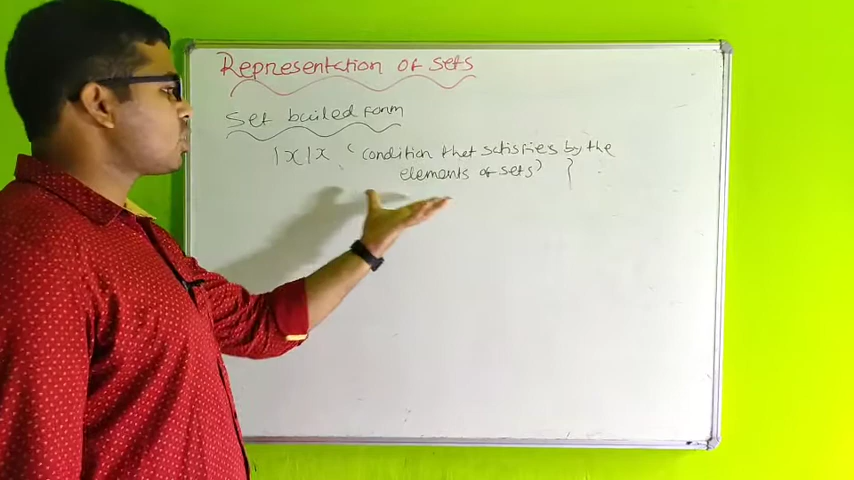 Representation of sets
Set builed form
{x|x (condition that satisfies by the
elements of sets) }